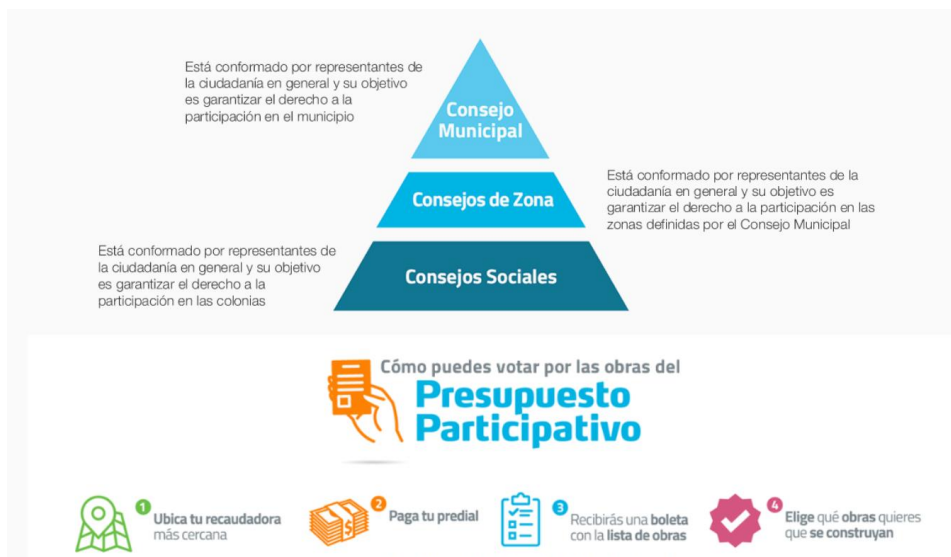 Está conformado por representantes de
la ciudadanía en general y su objetivo
es garantizar el derecho a la
participación en el municipio
Consejo
Municipal
Está conformado por representantes de la
ciudadanía en general y su objetivo es
garantizar el derecho a la participación en las
zonas definidas por el Consejo Municipal
Consejos de Zona
Está conformado por representantes de
la ciudadanía en general y su objetivo
es garantizar el derecho a la
participación en las colonias
Consejos Sociales
Cómo puedes votar por las obras del
Presupuesto
Participativo
1
Ubica tu recaudadora
más cercana
2
Paga tu predial
3
Recibirás una boleta
con la lista de obras
4
Elige qué obras quieres
que se construyan